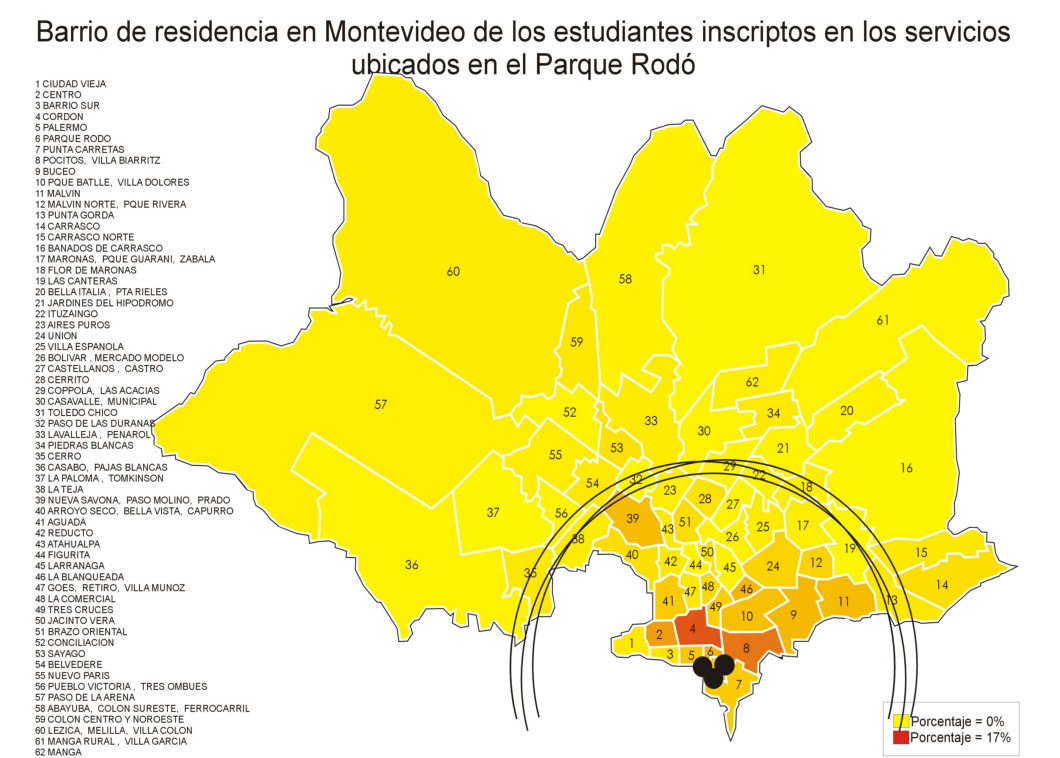 Barrio de residencia en Montevideo de los estudiantes inscriptos en los servicios
ubicados en el Parque Rodó
1 CIUDAD VIEJA
2 CENTRO
3 BARRIO SUR
4 CORDON
5 PALERMO
6 PARQUE RODO
7 PUNTA CARRETAS
8 POCITOS, VILLA BIARRITZ
9 BUCEO
10 PQUE BATLLE, VILLA DOLORES
11 MALVIN
12 MALVIN NORTE, PQUE RIVERA
13 PUNTA GORDA
14 CARRASCO
15 CARRASCO NORTE
16 BANADOS DE CARRASCO
17 MARONAS, PQUE GUARANI, ZABALA
18 FLOR DE MARONAS
19 LAS CANTERAS
20 BELLA ITALIA, PTA RIELES
21 JARDINES DEL HIPODROMO
22 ITUZAINGO
23 AIRES PUROS
24 UNION
25 VILLA ESPANOLA
26 BOLIVAR, MERCADO MODELO
27 CASTELLANOS, CASTRO
28 CERRITO
29 COPPOLA, LAS ACACIAS
30 CASAVALLE, MUNICIPAL
31 TOLEDO CHICO
32 PASO DE LAS DURANAS
33 LAVALLEJA, PENAROL
34 PIEDRAS BLANCAS
35 CERRO
36 CASABO, PAJAS BLANCAS
37 LA PALOMA, TOMKINSON
38 LA TEJA
39 NUEVA SAVONA, PASO MOLINO, PRADO
40 ARROYO SECO, BELLA VISTA, CAPURRO
41 AGUADA
42 REDUCTO
43 ATAHUALPA
44 FIGURITA
45 LARRANAGA
46 LA BLANQUEADA
47 GOES, RETIRO, VILLA MUNOZ
48 LA COMERCIAL
49 TRES CRUCES
50 JACINTO VERA
51 BRAZO ORIENTAL
52 CONCILIACION
53 SAYAGO
54 BELVEDERE
55 NUEVO PARIS
56 PUEBLO VICTORIA, TRES OMBUES
57 PASO DE LA ARENA
58 ABAYUBA, COLON SURESTE, FERROCARRIL
59 COLON CENTRO Y NOROESTE
60 LEZICA, MELILLA, VILLA COLON
61 MANGA RURAL, VILLA GARCIA
62 MANGA
60
58
31
61
59
62
57
52
33
34
20
30
53
21
55
16
29
22
54
32
18
23
28
27
37
56
39
51
43
25
17
38
26
19
40
50
15
42
44
45
24
12
36
35
46
14
47
48
41
49
10
9
11
13
1
2
4
8
3
5
6
7
Porcentaje = 0%
Porcentaje = 17%